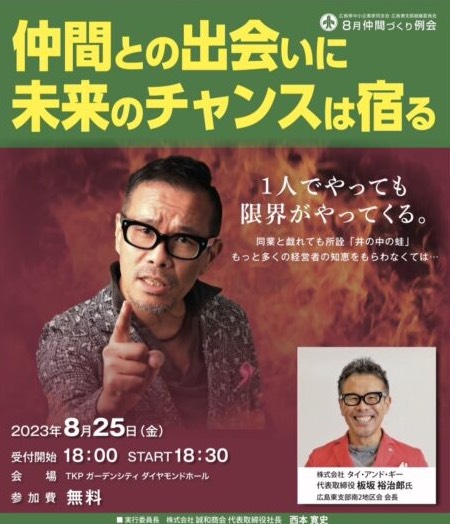 広島県中小企業家同友会 広島東支部組織委員会
8月仲間づくり例会
仲間との出会いに
未来のチャンスは宿る
1人でやっても
限界がやってくる。
同業と戯れても所詮「井の中の蛙」
もっと多くの経営者の知恵をもらわなくては…
2023年8月25日(金)
受付開始 18:00 START 18:30
会場 TKP ガーデンシティ ダイヤモンドホール
参加費 無料
株式会社 タイ・アンド・ギー
代表取締役 板坂 裕治郎氏
広島東支部南2地区会 会長
■実行委員長 株式会社 誠和商会 代表取締役社長 西本 寛史